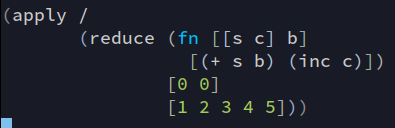 (apply /
(reduce (fn [[s c] b]
[(+ s b) (inc c)])
[0 0]
[1 2 3 4 5]))